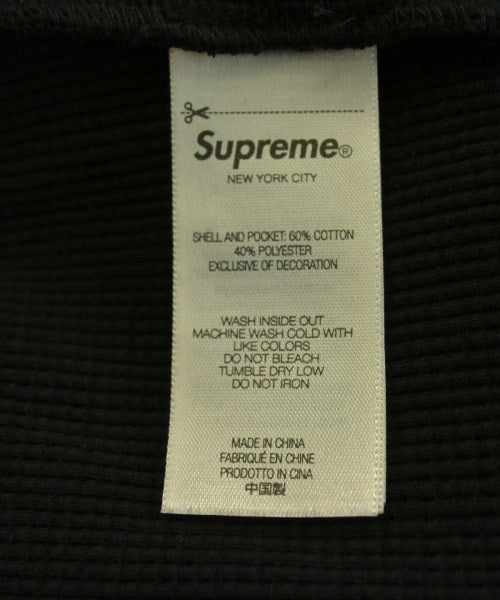 Supreme®
NEW YORK CITY
SHELL AND POCKET: 60% COTTON
40% POLYESTER
EXCLUSIVE OF DECORATION
WASH INSIDE OUT
MACHINE WASH COLD WITH
LIKE COLORS
DO NOT BLEACH
TUMBLE DRY LOW
DO NOT IRON
MADE IN CHINA
FABRIQUÉ EN CHINE
PRODOTTO IN CINA
中国製